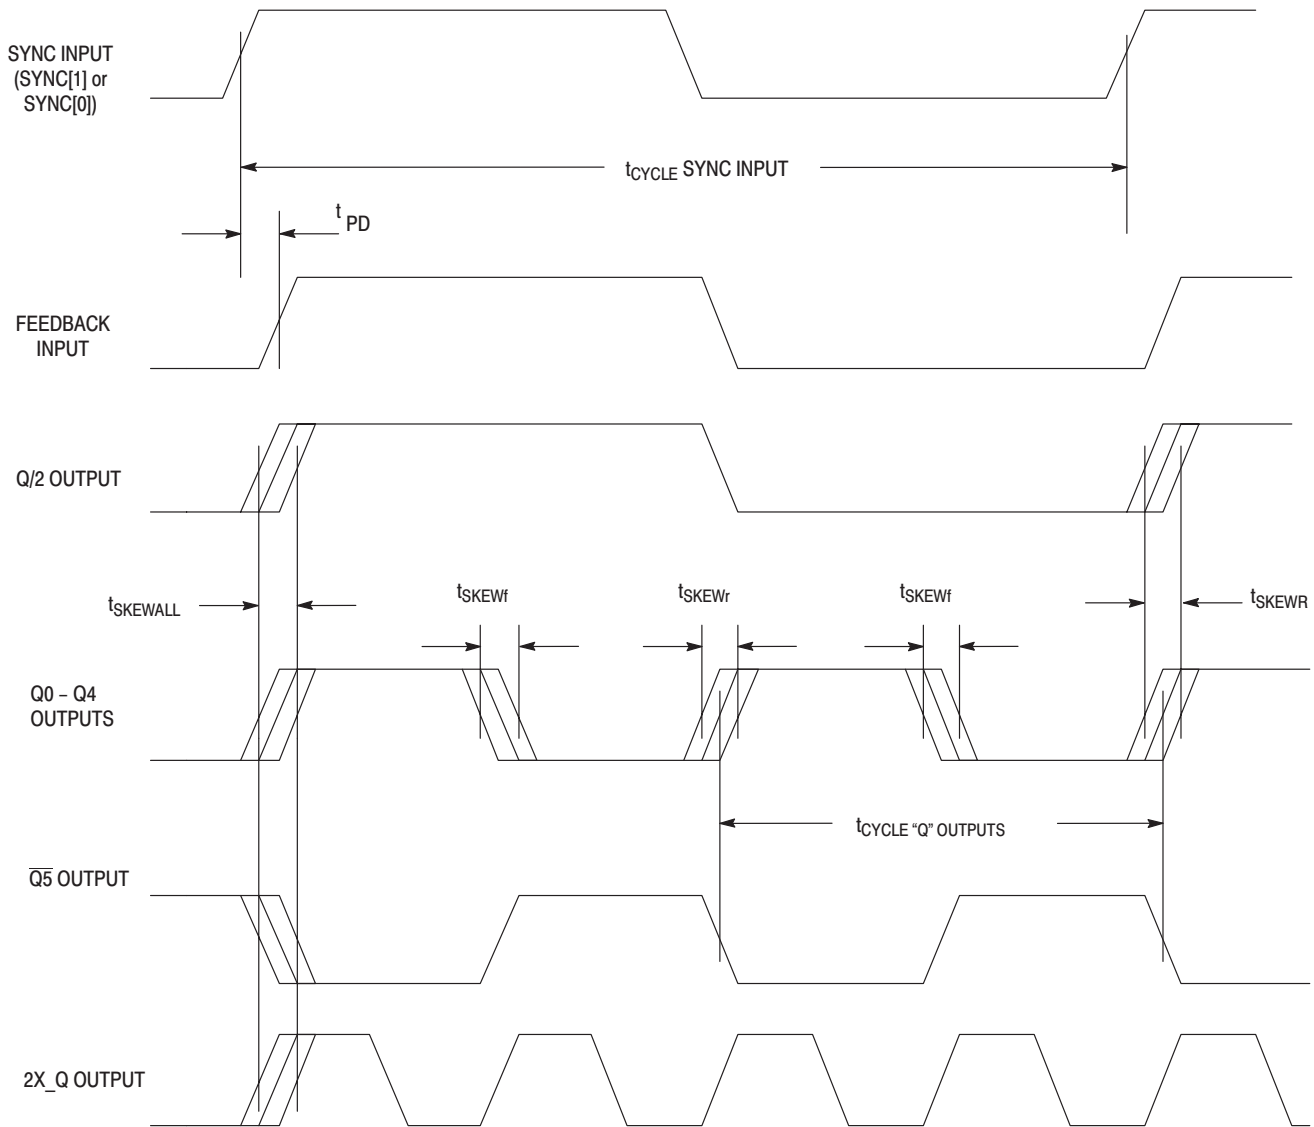 SYNC INPUT
(SYNC[1] or
SYNC[0])
tCYCLE SYNC INPUT
tPD
FEEDBACK
INPUT
Q/2 OUTPUT
tSKEWALL
tSKEWf
tSKEWr
tSKEWf
tSKEWR
Q0 – Q4
OUTPUTS
tCYCLE “Q” OUTPUTS
Q5 OUTPUT
2X_Q OUTPUT